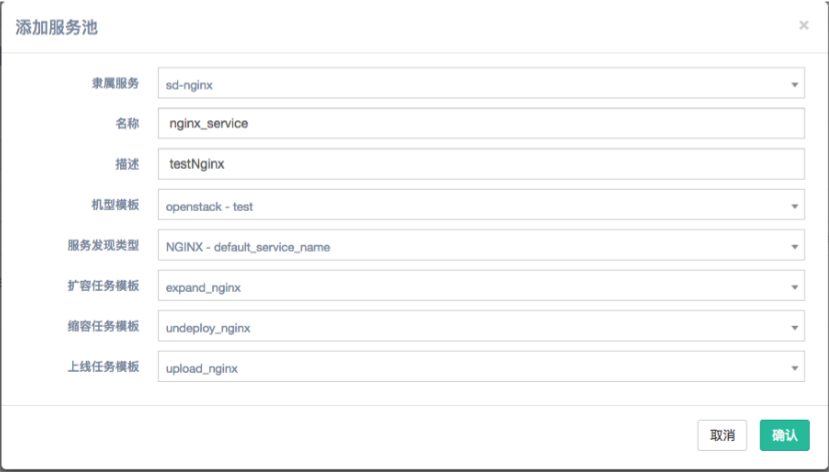 添加服务池 ×
隶属服务 sd-nginx
名称 nginx_service
描述 testNginx
机型模板 openstack - test
服务发现类型 NGINX - default_service_name
扩容任务模板 expand_nginx
缩容任务模板 undeploy_nginx
上线任务模板 upload_nginx
取消 确认